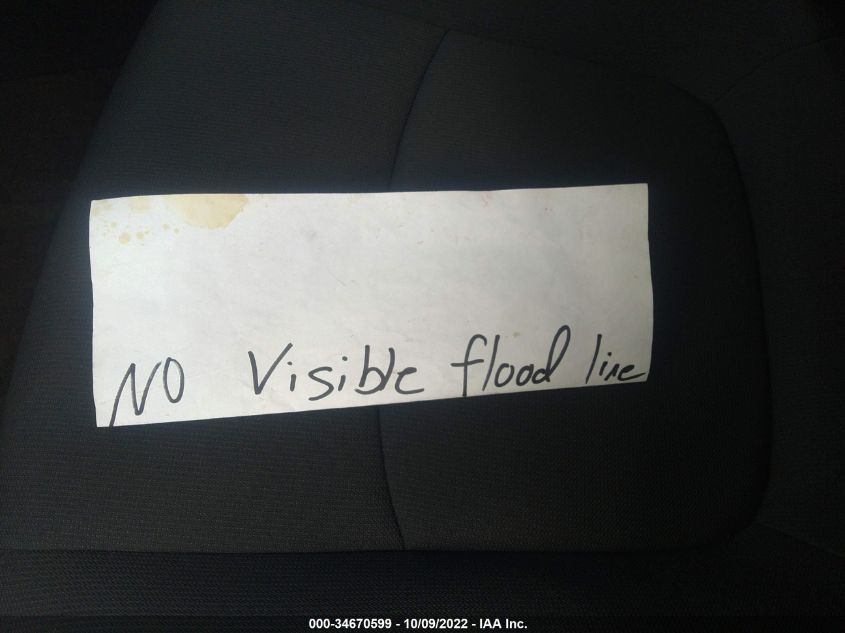 NO Visible flood line
000-34670599 - 10/09/2022 - IAA Inc.